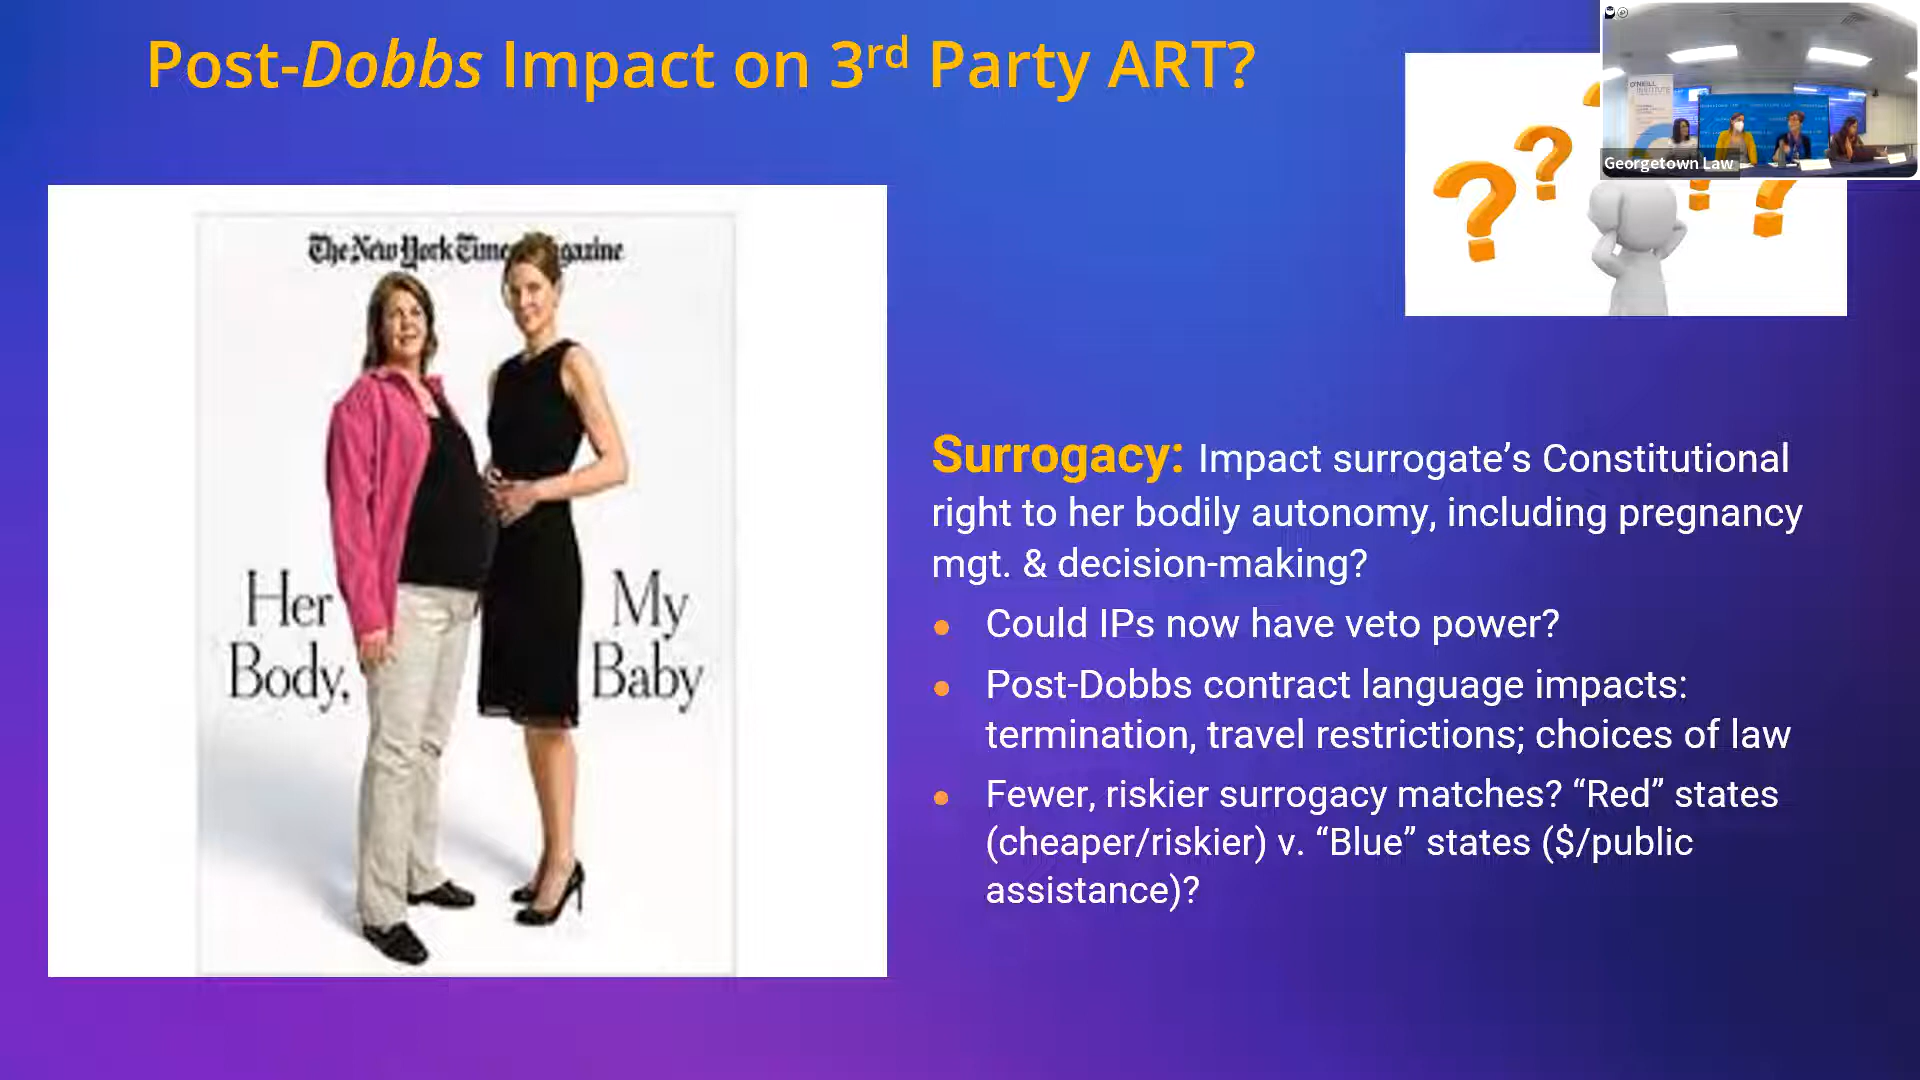 Post-Dobbs Impact on 3rd Party ART?
O'NEILL
INSTITUTE
Georgetown Law
The New York Times Magazine
Her
Body,
My
Baby
Surrogacy: Impact surrogate’s Constitutional
right to her bodily autonomy, including pregnancy
mgt. & decision-making?
• Could IPs now have veto power?
• Post-Dobbs contract language impacts:
termination, travel restrictions; choices of law
• Fewer, riskier surrogacy matches? “Red” states
(cheaper/riskier) v. “Blue” states ($/public
assistance)?